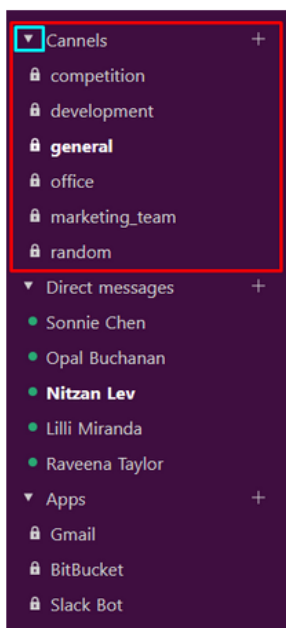 Cannels
competition
development
general
office
marketing_team
random
Direct messages
Sonnie Chen
Opal Buchanan
Nitzan Lev
Lilli Miranda
Raveena Taylor
Apps
Gmail
BitBucket
Slack Bot